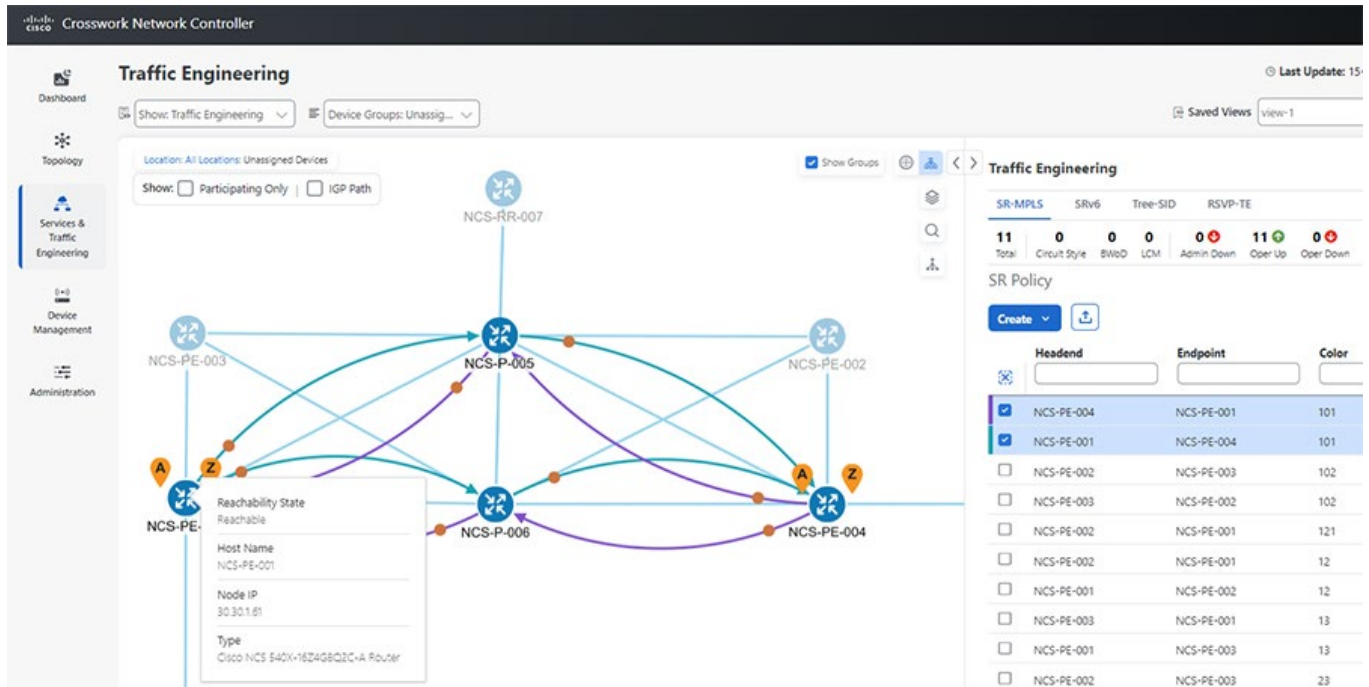 cisco Crosswork Network Controller
Dashboard
Topology
Services &
Traffic
Engineering
Device
Management
Administration
Traffic Engineering
Last Update: 15-
Show: Traffic Engineering
Device Groups: Unassig...
Saved Views view-1
Location: All Locations: Unassigned Devices
Show Groups
Show: Participating Only | IGP Path
NCS-RR-007
NCS-PE-003
NCS-P-005
NCS-PE-002
A Z
A Z
NCS-PE-
NCS-P-006
NCS-PE-004
Reachability State
Reachable
Host Name
NCS-PE-001
Node IP
30.30.1.61
Type
Cisco NCS 540X-16Z4G8Q2C-A Router
Traffic Engineering
SR-MPLS SRv6 Tree-SID RSVP-TE
11 0 0 0 0 11 0
Total Circuit Style BWoD LCM Admin Down Oper Up Oper Down
SR Policy
Create
Headend Endpoint Color
NCS-PE-004 NCS-PE-001 101
NCS-PE-001 NCS-PE-004 101
NCS-PE-002 NCS-PE-003 102
NCS-PE-003 NCS-PE-002 102
NCS-PE-002 NCS-PE-001 121
NCS-PE-002 NCS-PE-001 12
NCS-PE-001 NCS-PE-002 12
NCS-PE-003 NCS-PE-001 13
NCS-PE-001 NCS-PE-003 13
NCS-PE-002 NCS-PE-003 23